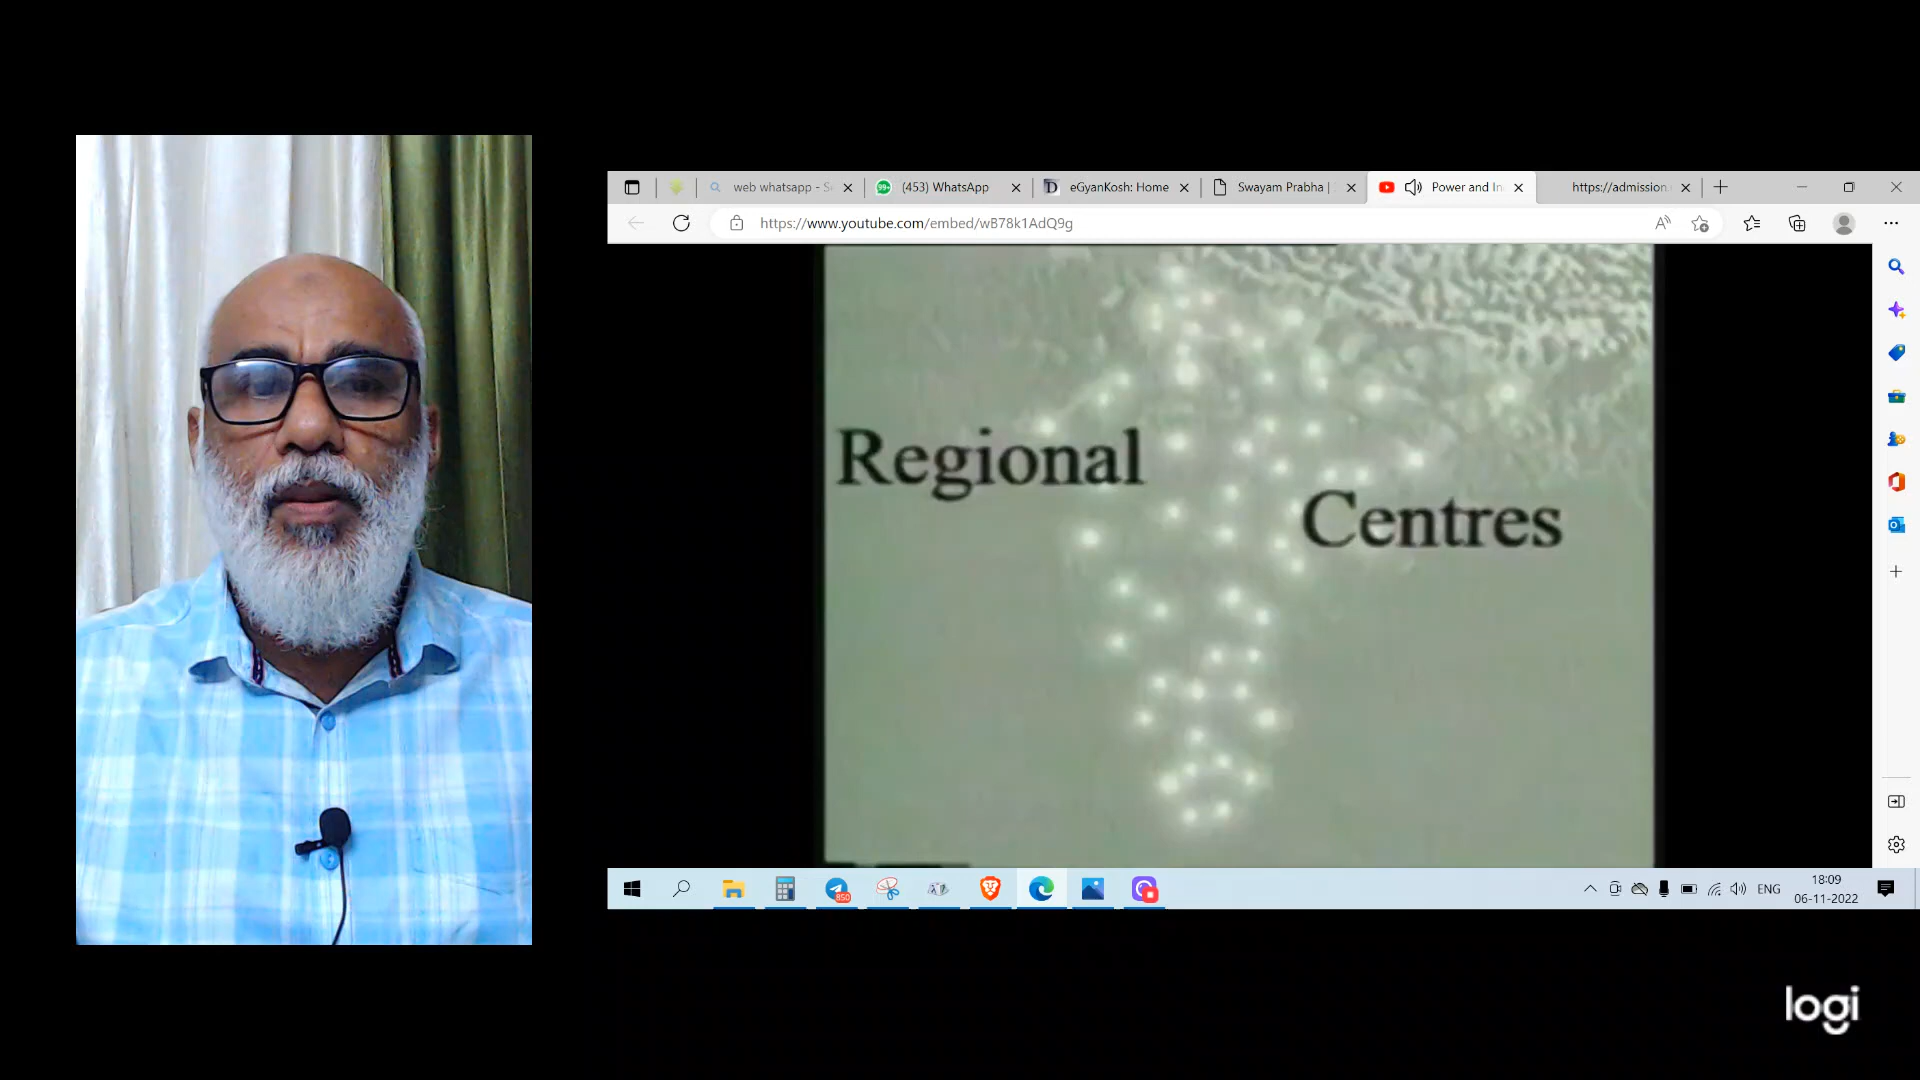 web whatsapp - S
(453) WhatsApp
eGyanKosh: Home
Swayam Prabha |
Power and In
https://admission.
https://www.youtube.com/embed/wB78k1AdQ9g
Regional
Centres
850
ENG
18:09
06-11-2022
logi